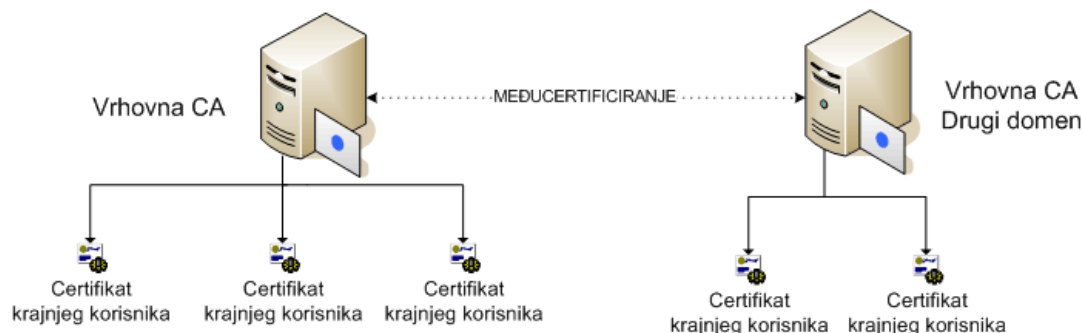 Vrhovna CA
MEĐUCERTIFICIRANJE
Vrhovna CA
Drugi domen
Certifikat
krajnjeg korisnika
Certifikat
krajnjeg korisnika
Certifikat
krajnjeg korisnika
Certifikat
krajnjeg korisnika
Certifikat
krajnjeg korisnika